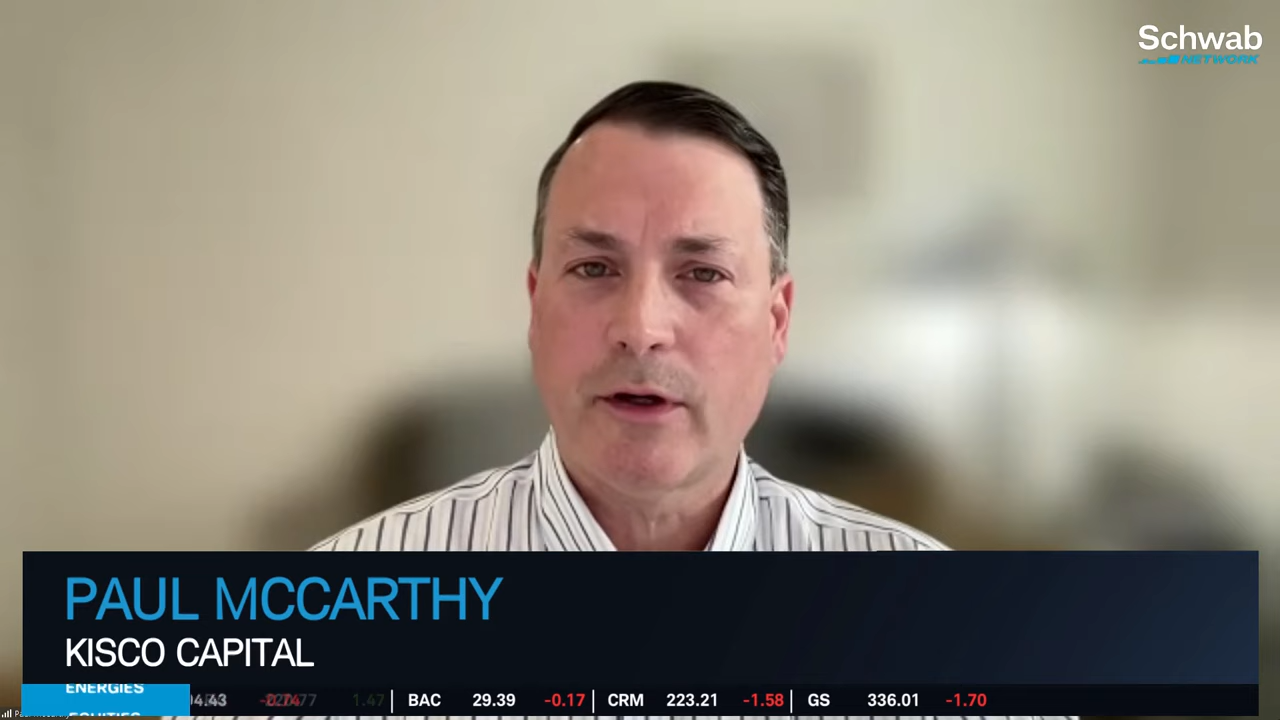 Schwab
NETWORK
PAUL MCCARTHY
KISCO CAPITAL
ENERGIES
BAC 29.39 -0.17 CRM 223.21 -1.58 GS 336.01 -1.70